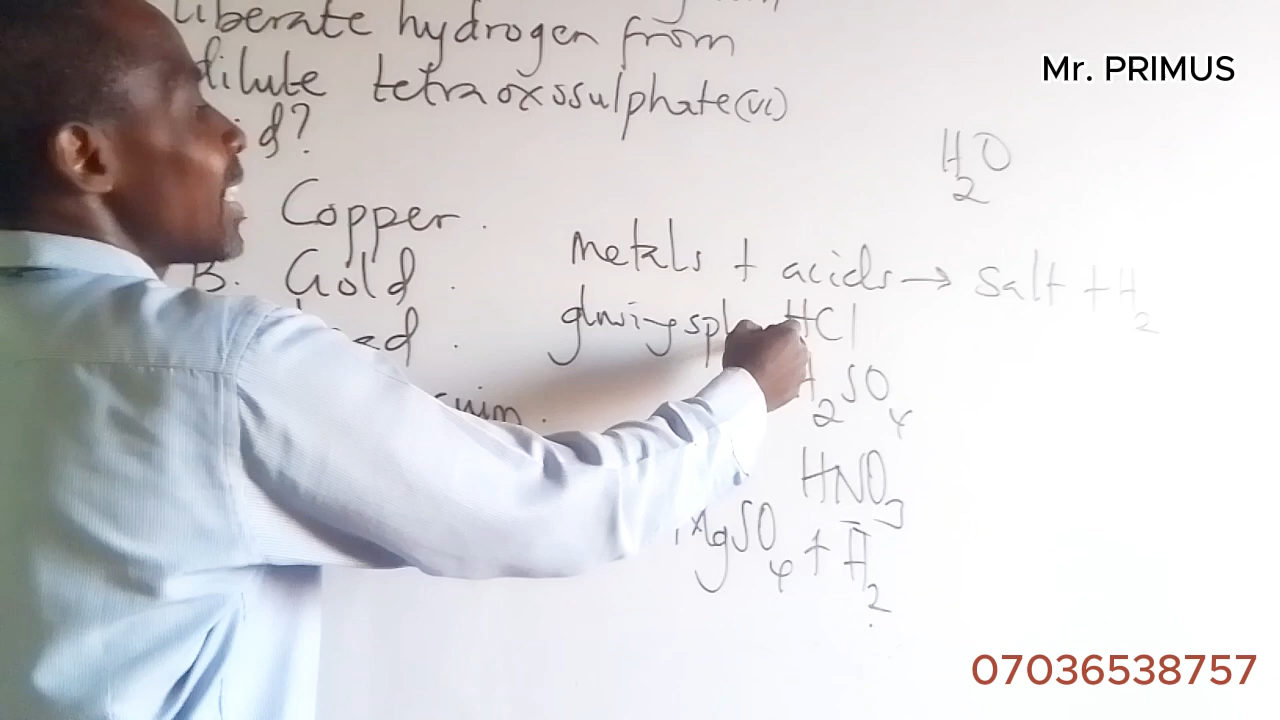 liberate hydrogen from
dilute tetraoxosulphate(vi)
Mr. PRIMUS
H₂O
Copper.
metals + acids → Salt + H₂
B. Gold.
glowing HCl
H₂SO₄
HNO₃
MgSO₄ + H₂
07036538757